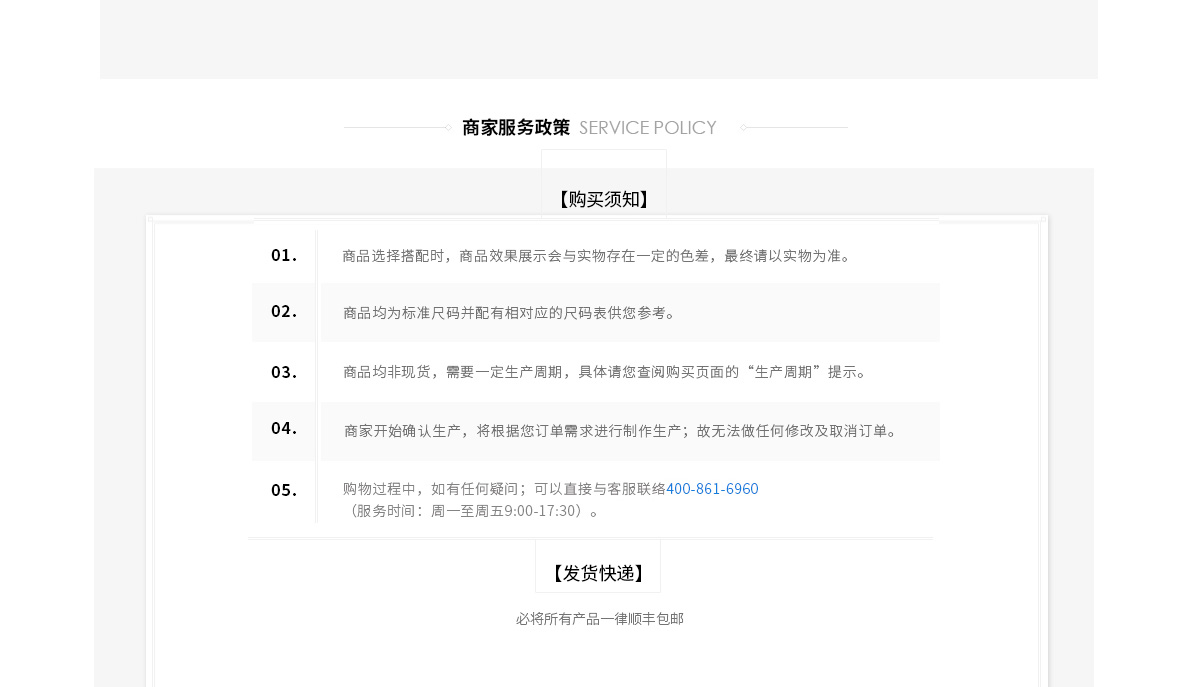 商家服务政策 SERVICE POLICY
【购买须知】
01. 商品选择搭配时，商品效果展示会与实物存在一定的色差，最终请以实物为准。
02. 商品均为标准尺码并配有相对应的尺码表供您参考。
03. 商品均非现货，需要一定生产周期，具体请您查阅购买页面的“生产周期”提示。
04. 商家开始确认生产，将根据您订单需求进行制作生产；故无法做任何修改及取消订单。
05. 购物过程中，如有任何疑问；可以直接与客服联络400-861-6960
（服务时间：周一至周五9:00-17:30）。
【发货快递】
必将所有产品一律顺丰包邮